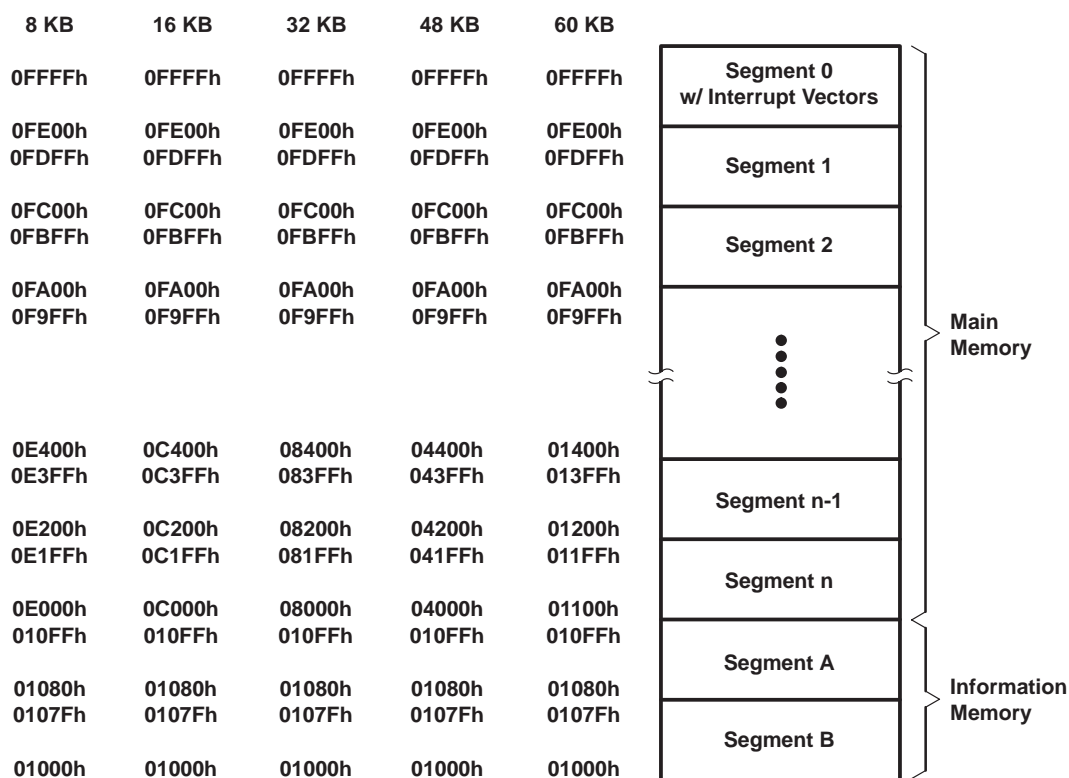 8 KB 16 KB 32 KB 48 KB 60 KB
0FFFFh 0FFFFh 0FFFFh 0FFFFh 0FFFFh Segment 0
w/ Interrupt Vectors
0FE00h 0FE00h 0FE00h 0FE00h 0FE00h
0FDFFh 0FDFFh 0FDFFh 0FDFFh 0FDFFh
Segment 1
0FC00h 0FC00h 0FC00h 0FC00h 0FC00h
0FBFFh 0FBFFh 0FBFFh 0FBFFh 0FBFFh
Segment 2
0FA00h 0FA00h 0FA00h 0FA00h 0FA00h
0F9FFh 0F9FFh 0F9FFh 0F9FFh 0F9FFh
Main
Memory
0E400h 0C400h 08400h 04400h 01400h
0E3FFh 0C3FFh 083FFh 043FFh 013FFh
Segment n-1
0E200h 0C200h 08200h 04200h 01200h
0E1FFh 0C1FFh 081FFh 041FFh 011FFh
Segment n
0E000h 0C000h 08000h 04000h 01100h
010FFh 010FFh 010FFh 010FFh 010FFh
Segment A
01080h 01080h 01080h 01080h 01080h
0107Fh 0107Fh 0107Fh 0107Fh 0107Fh
Information
Memory
Segment B
01000h 01000h 01000h 01000h 01000h